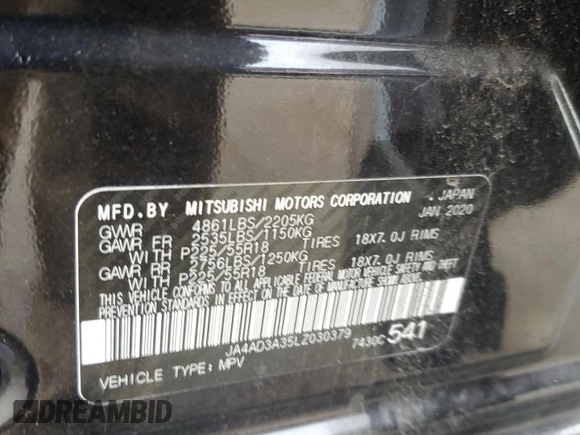 MFD.BY MITSUBISHI MOTORS CORPORATION , JAPAN
GVWR 4861LBS/2205KG JAN 2020
GAWR FR 2535LBS/1150KG
WITH P225/55R18 TIRES 18X7.0J RIMS
GAWR RR 2756LBS/1250KG
WITH P225/55R18 TIRES 18X7.0J RIMS
THIS VEHICLE CONFORMS TO ALL APPLICABLE FEDERAL MOTOR VEHICLE SAFETY AND THEFT
PREVENTION STANDARDS IN EFFECT ON THE DATE OF MANUFACTURE SHOWN ABOVE.
JA4AD3A35LZ030379 7430C 541
VEHICLE TYPE: MPV
DREAMBID